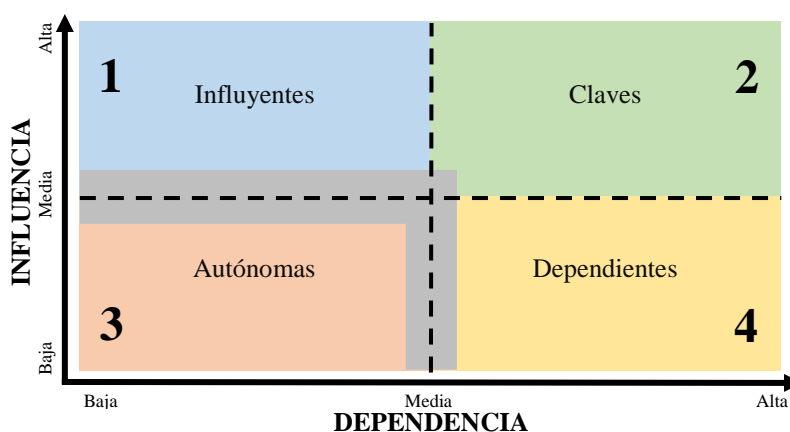 Alta
1
2
Influyentes
Claves
INFLUENCIA
Media
Autónomas
Dependientes
3
4
Baja
Baja
Media
Alta
DEPENDENCIA